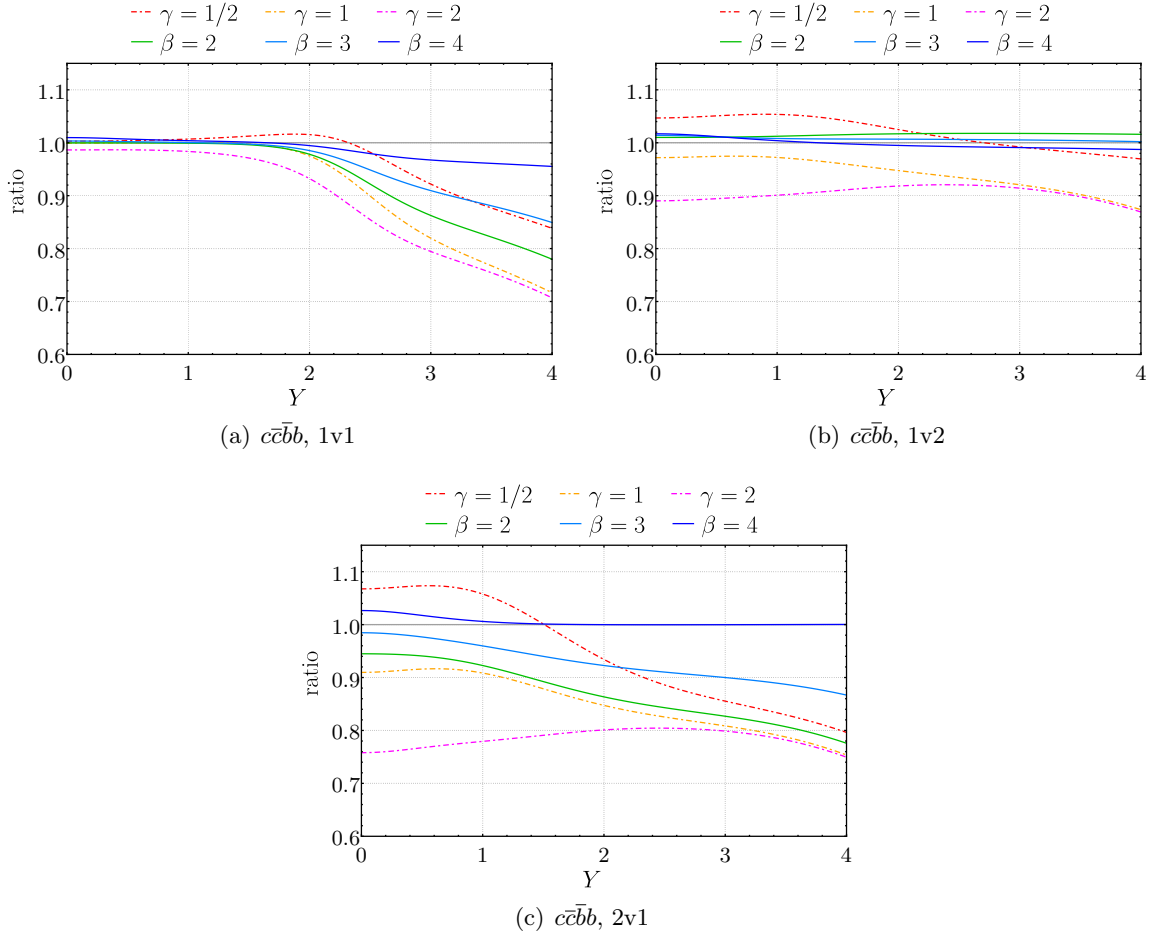 γ = 1/2 γ = 1 γ = 2
β = 2 β = 3 β = 4
1.1
1.0
0.9
0.8
0.7
0.6
ratio
0 1 2 3 4
Y
(a) cc̄b̄b, 1v1
γ = 1/2 γ = 1 γ = 2
β = 2 β = 3 β = 4
1.1
1.0
0.9
0.8
0.7
0.6
ratio
0 1 2 3 4
Y
(b) cc̄b̄b, 1v2
γ = 1/2 γ = 1 γ = 2
β = 2 β = 3 β = 4
1.1
1.0
0.9
0.8
0.7
0.6
ratio
0 1 2 3 4
Y
(c) cc̄b̄b, 2v1